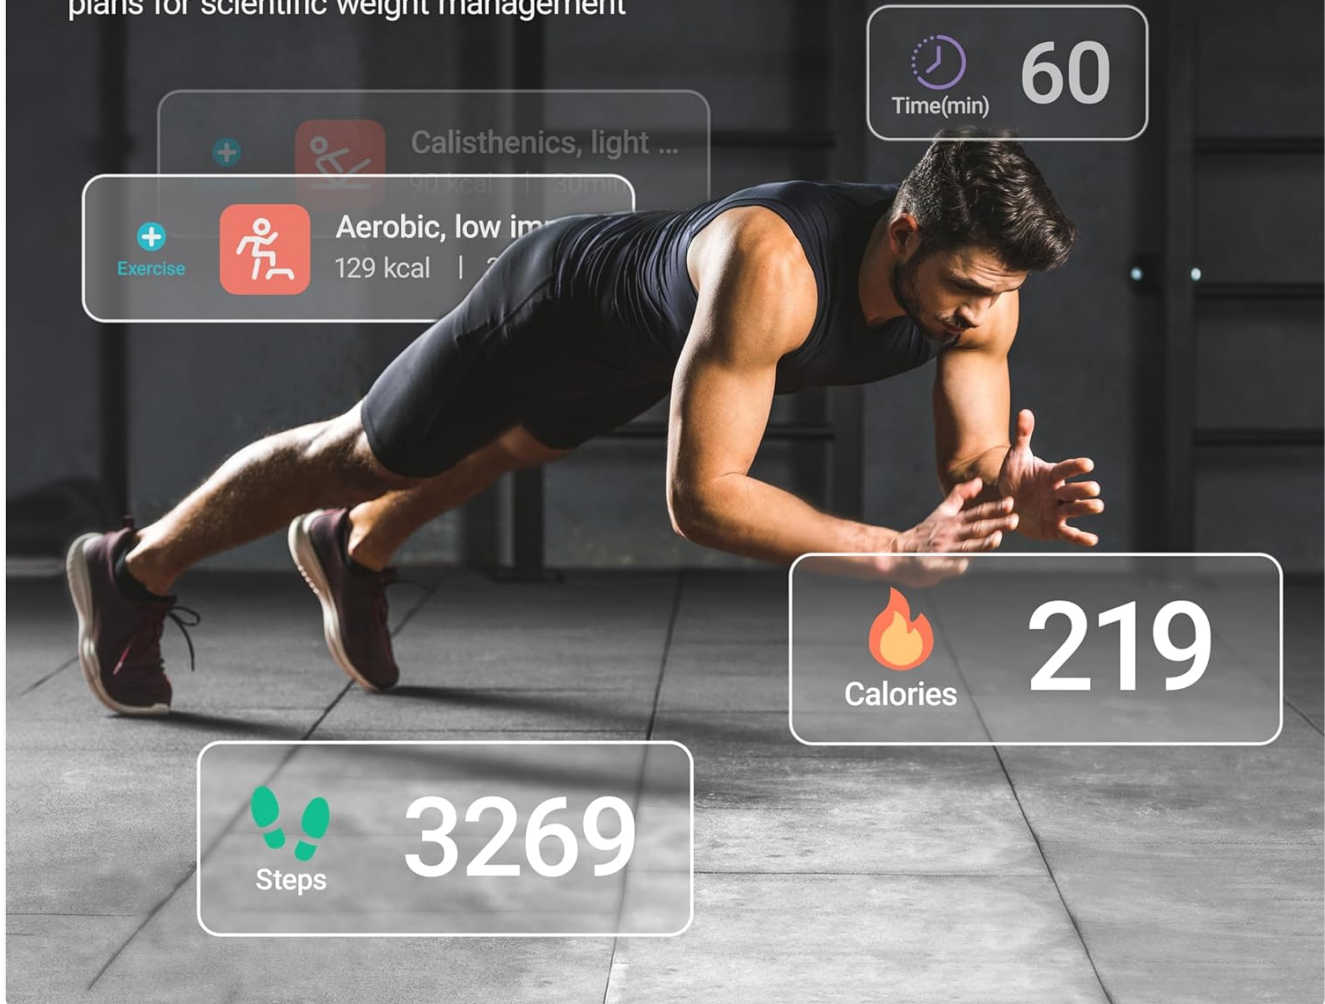 plans for scientific weight management
Time(min) 60
Calisthenics, light ...
90 kcal | 30min
Aerobic, low
Exercise
129 kcal |
Calories 219
Steps 3269